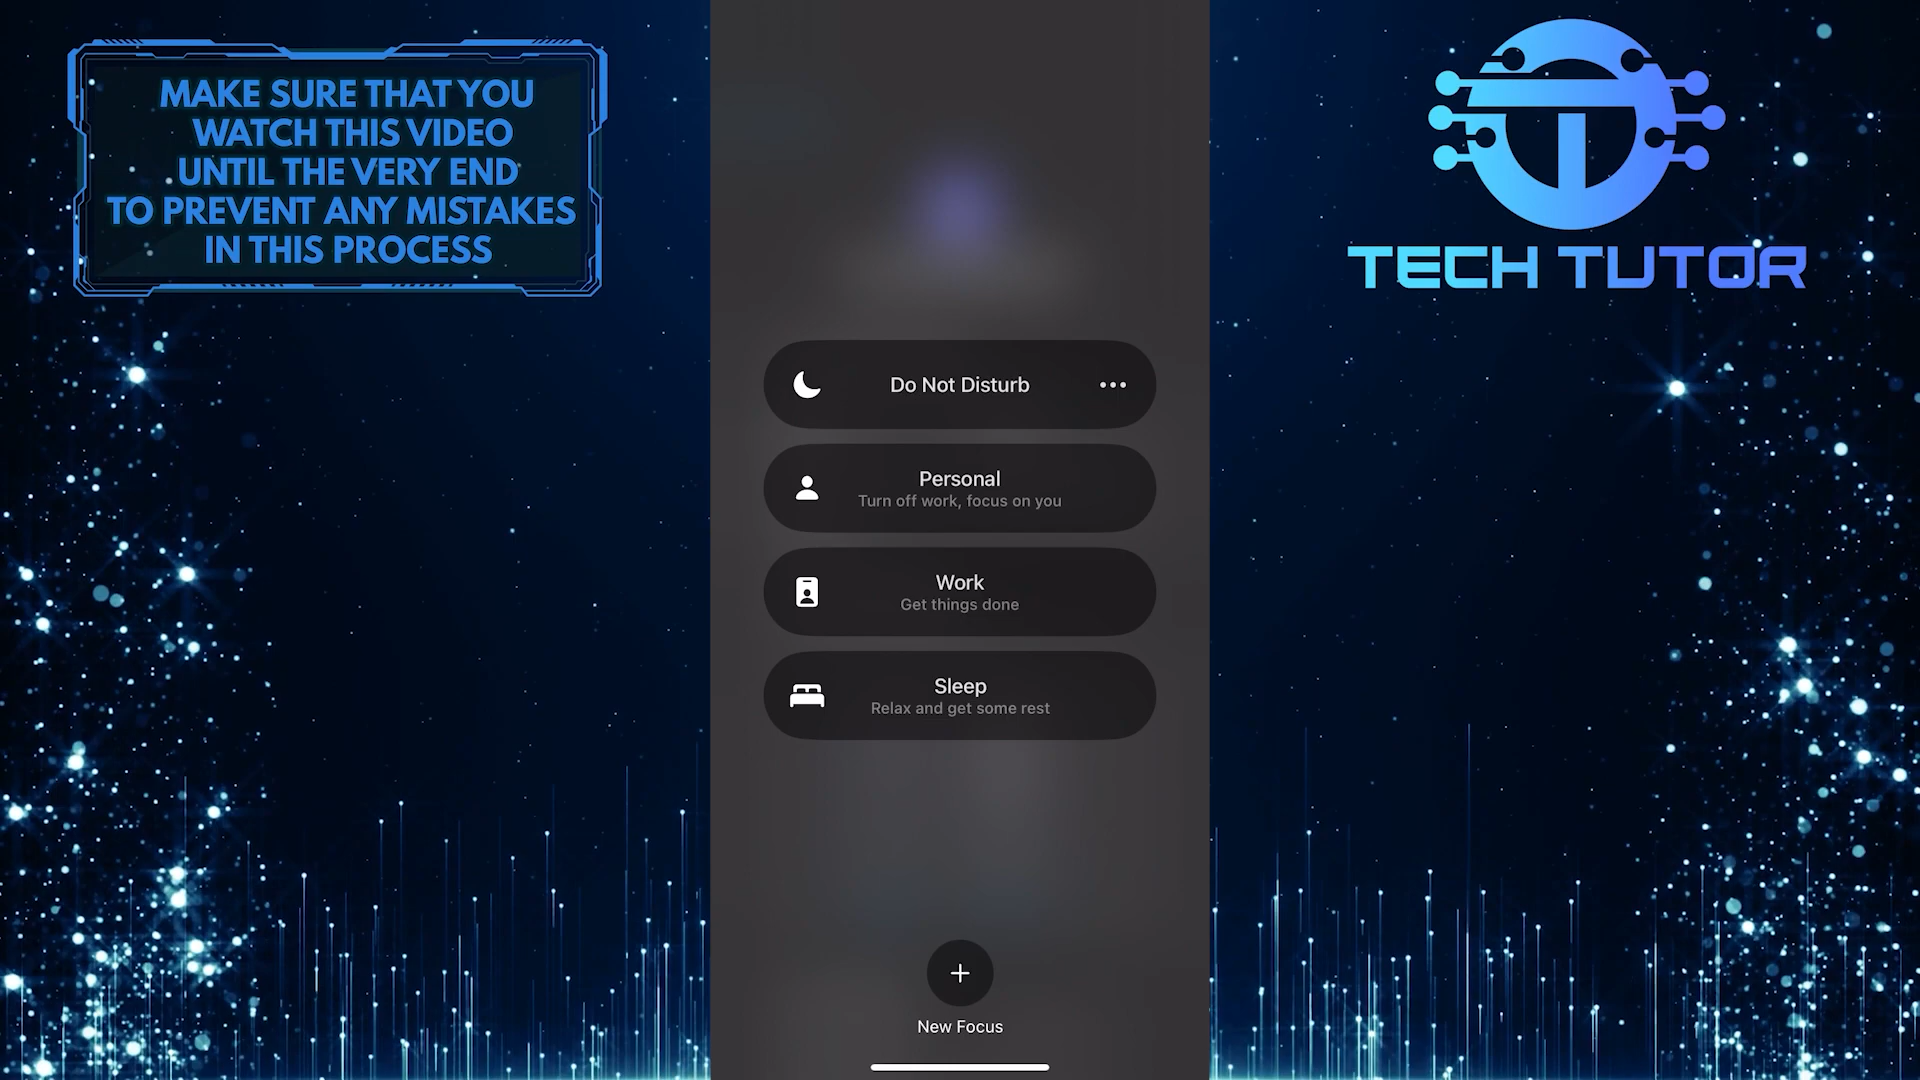 MAKE SURE THAT YOU
WATCH THIS VIDEO
UNTIL THE VERY END
TO PREVENT ANY MISTAKES
IN THIS PROCESS
TECH TUTOR
Do Not Disturb
Personal
Turn off work, focus on you
Work
Get things done
Sleep
Relax and get some rest
New Focus